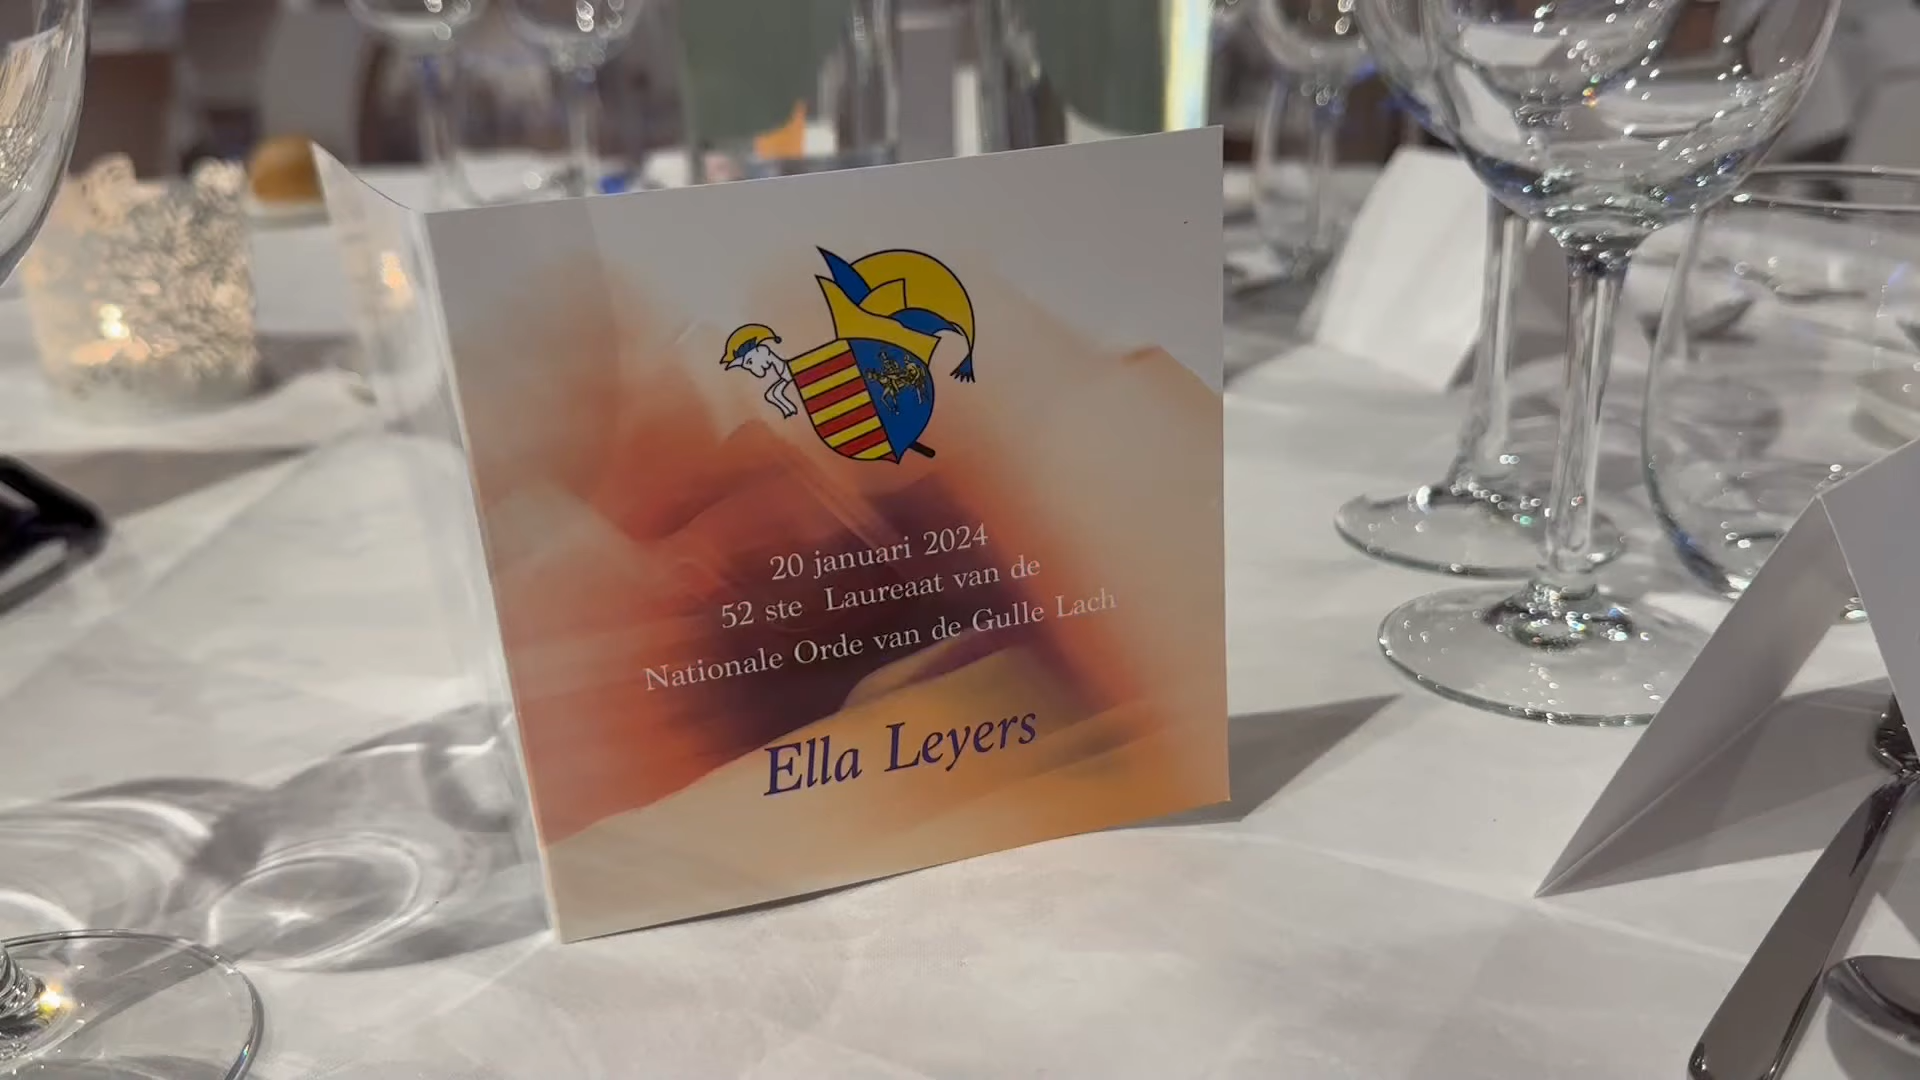 20 januari 2024
52 ste Laureaat van de
Nationale Orde van de Gulle Lach
Ella Leyers